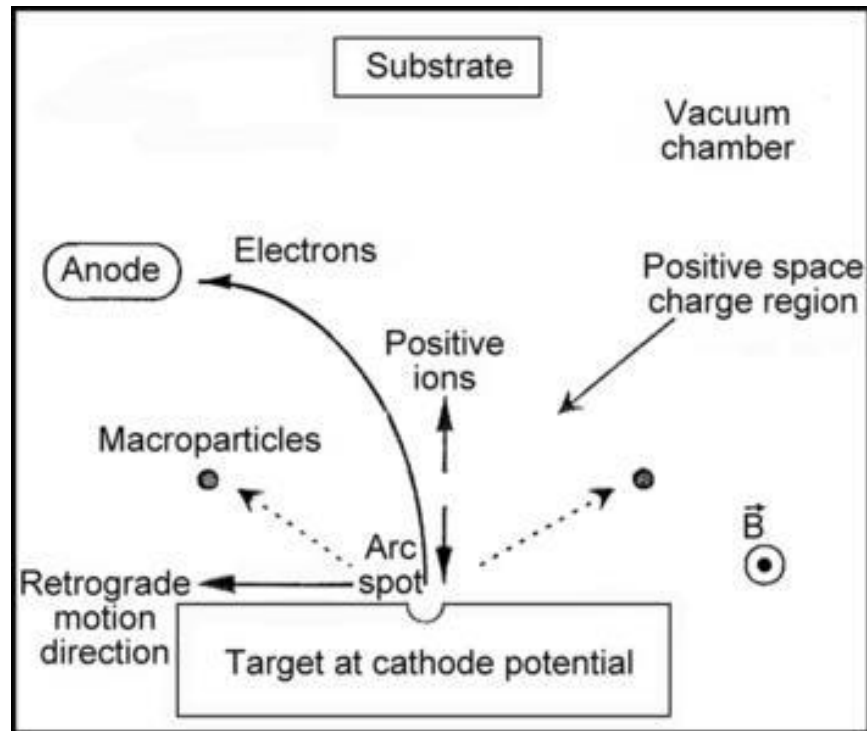 Substrate
Vacuum
chamber
Electrons
Anode
Positive space
charge region
Positive
ions
Macroparticles
B
Arc
spot
Retrograde
motion
direction
Target at cathode potential